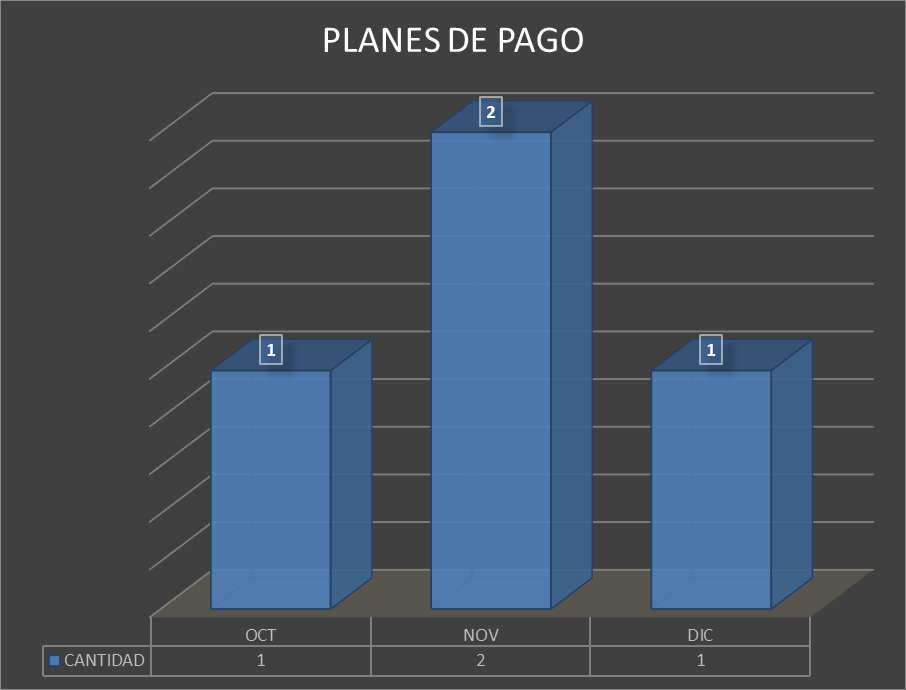 PLANES DE PAGO
2
1 1
OCT NOV DIC
CANTIDAD 1 2 1